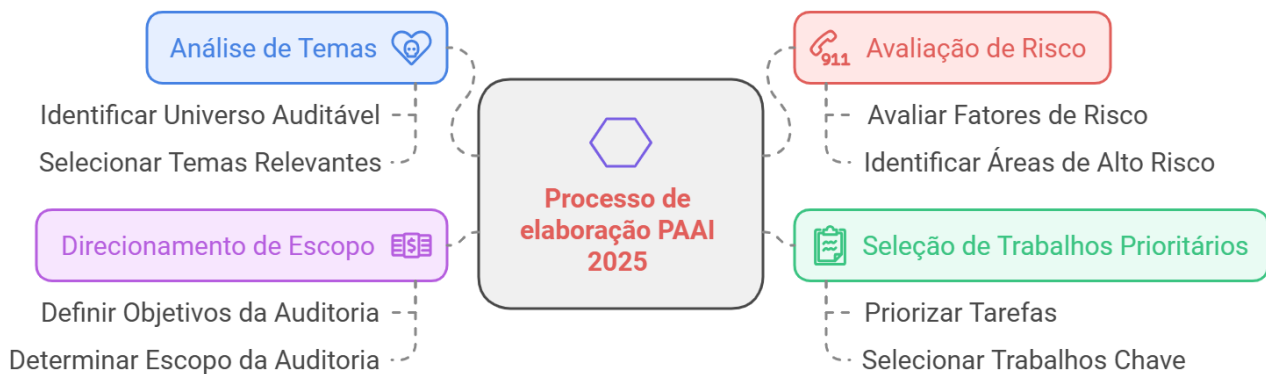 Análise de Temas
Identificar Universo Auditável
Selecionar Temas Relevantes
Direcionamento de Escopo
Definir Objetivos da Auditoria
Determinar Escopo da Auditoria
Processo de
elaboração PAAI
2025
911
Avaliação de Risco
Avaliar Fatores de Risco
Identificar Áreas de Alto Risco
$
Seleção de Trabalhos Prioritários
Priorizar Tarefas
Selecionar Trabalhos Chave